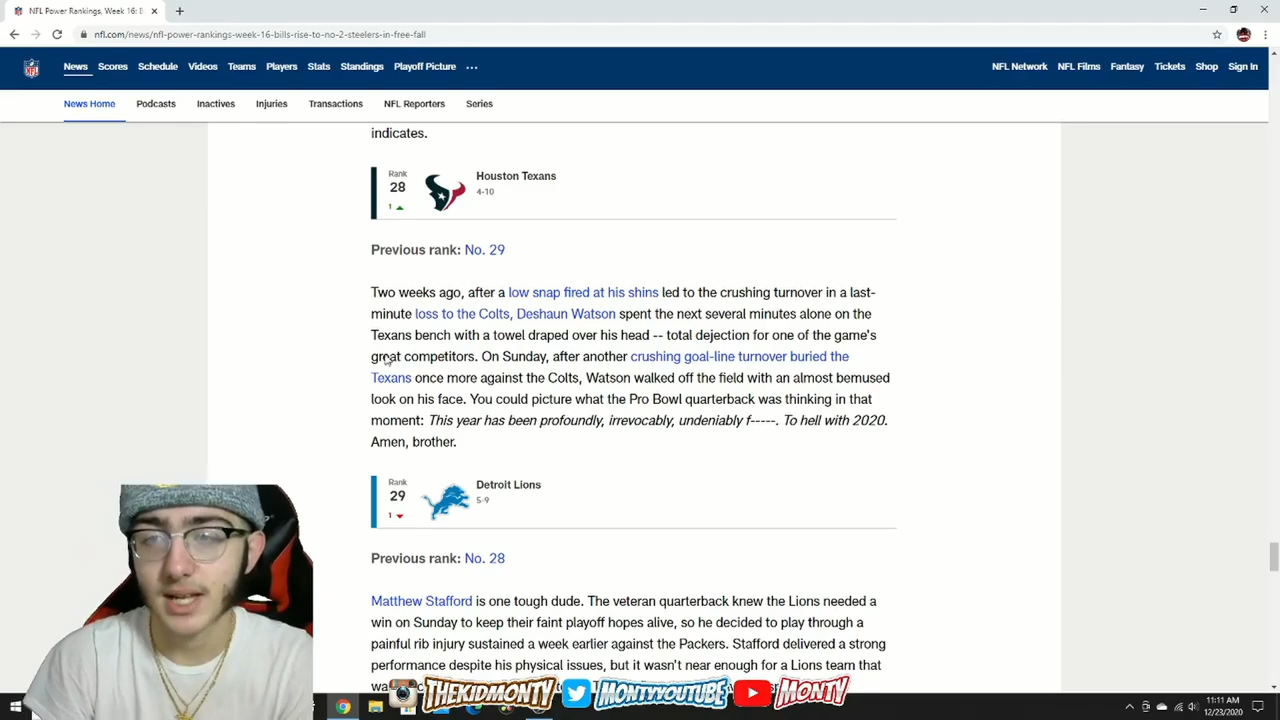 NFL Power Rankings, Week 16: B
nfl.com/news/nfl-power-rankings-week-16-bills-rise-to-no-2-steelers-in-free-fall
NFL
News Scores Schedule Videos Teams Players Stats Standings Playoff Picture ... NFL Network NFL Films Fantasy Tickets Shop Sign In
News Home Podcasts Inactives Injuries Transactions NFL Reporters Series
indicates.
Rank
28
1
Houston Texans
4-10
Previous rank: No. 29
Two weeks ago, after a low snap fired at his shins led to the crushing turnover in a last-
minute loss to the Colts, Deshaun Watson spent the next several minutes alone on the
Texans bench with a towel draped over his head -- total dejection for one of the game's
great competitors. On Sunday, after another crushing goal-line turnover buried the
Texans once more against the Colts, Watson walked off the field with an almost bemused
look on his face. You could picture what the Pro Bowl quarterback was thinking in that
moment: This year has been profoundly, irrevocably, undeniably f-----. To hell with 2020.
Amen, brother.
Rank
29
1
Detroit Lions
5-9
Previous rank: No. 28
Matthew Stafford is one tough dude. The veteran quarterback knew the Lions needed a
win on Sunday to keep their faint playoff hopes alive, so he decided to play through a
painful rib injury sustained a week earlier against the Packers. Stafford delivered a strong
performance despite his physical issues, but it wasn't near enough for a Lions team that
THEKIDMONTY MONTYYOUTUBE MONTY
11:11 AM
12/23/2020